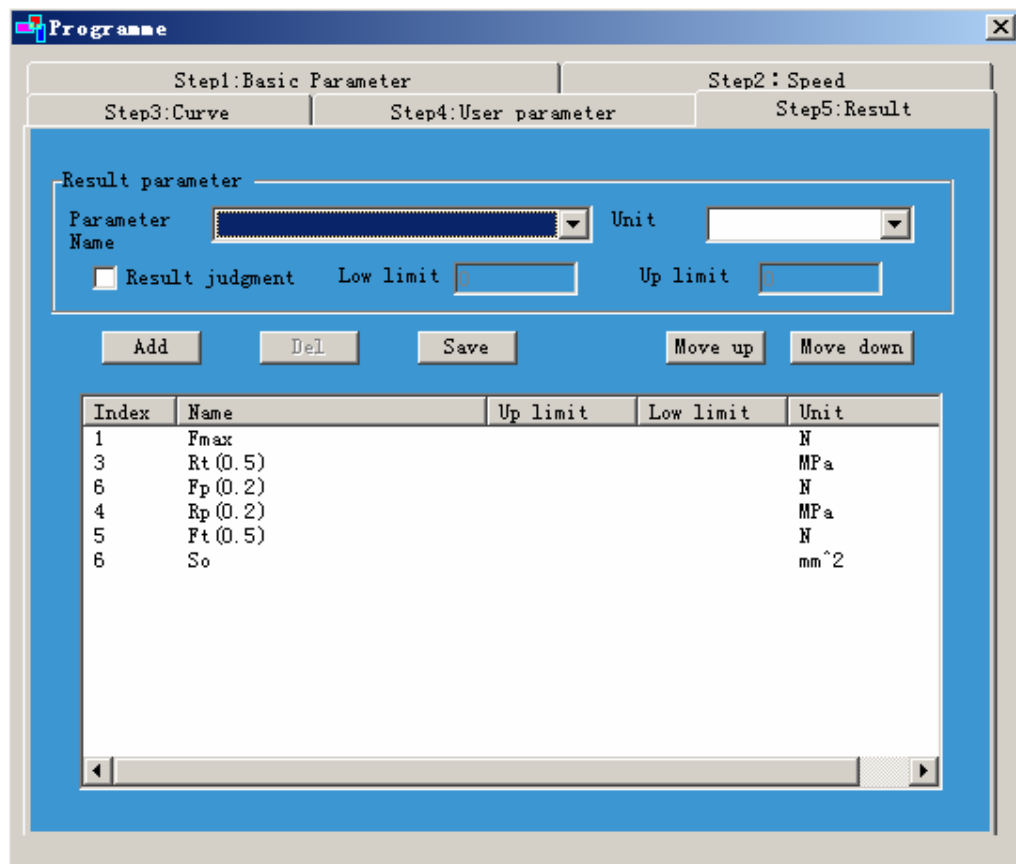 Programme
Step1:Basic Parameter Step2:Speed
Step3:Curve Step4:User parameter Step5:Result
Result parameter
Parameter Name Unit
Result judgment Low limit 0 Up limit 0
Add Del Save Move up Move down
Index Name Up limit Low limit Unit
1 Fmax N
3 Rt(0.5) MPa
6 Fp(0.2) N
4 Rp(0.2) MPa
5 Ft(0.5) N
6 So mm^2